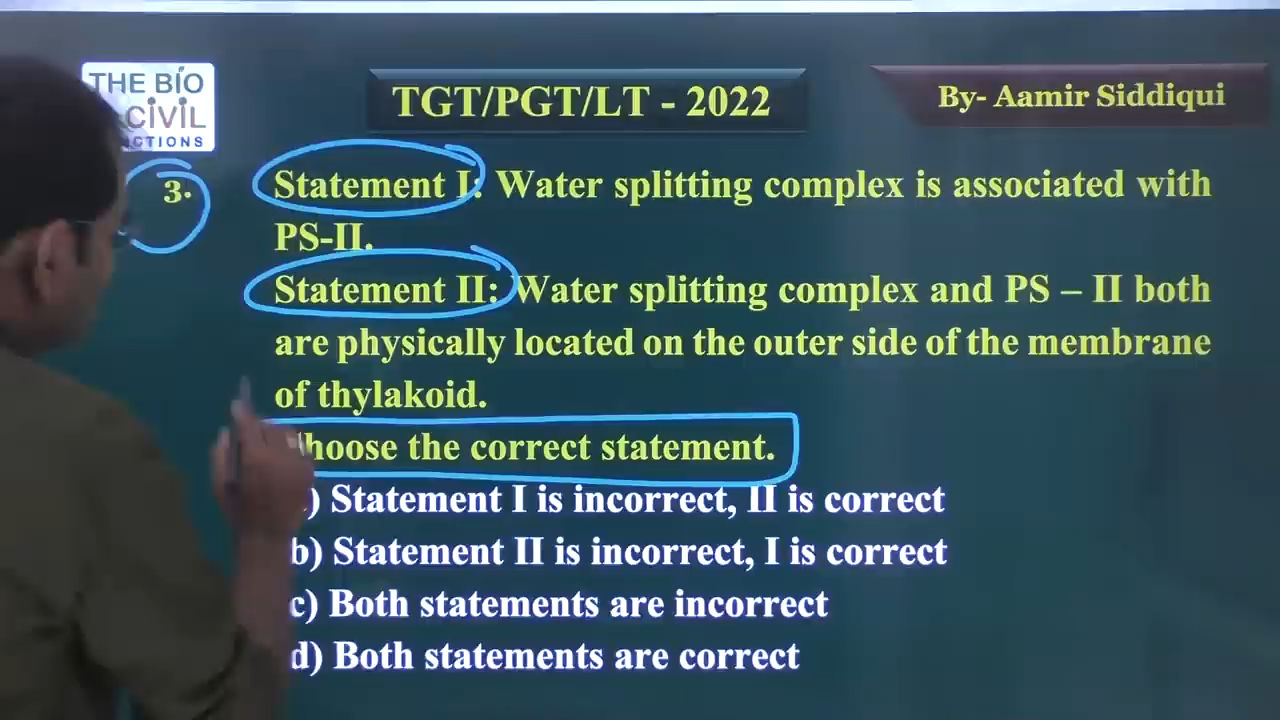 THE BIO
CIVIL
CTIONS
TGT/PGT/LT - 2022
By- Aamir Siddiqui
3. Statement I: Water splitting complex is associated with
PS-II.
Statement II: Water splitting complex and PS – II both
are physically located on the outer side of the membrane
of thylakoid.
hoose the correct statement.
) Statement I is incorrect, II is correct
b) Statement II is incorrect, I is correct
c) Both statements are incorrect
d) Both statements are correct